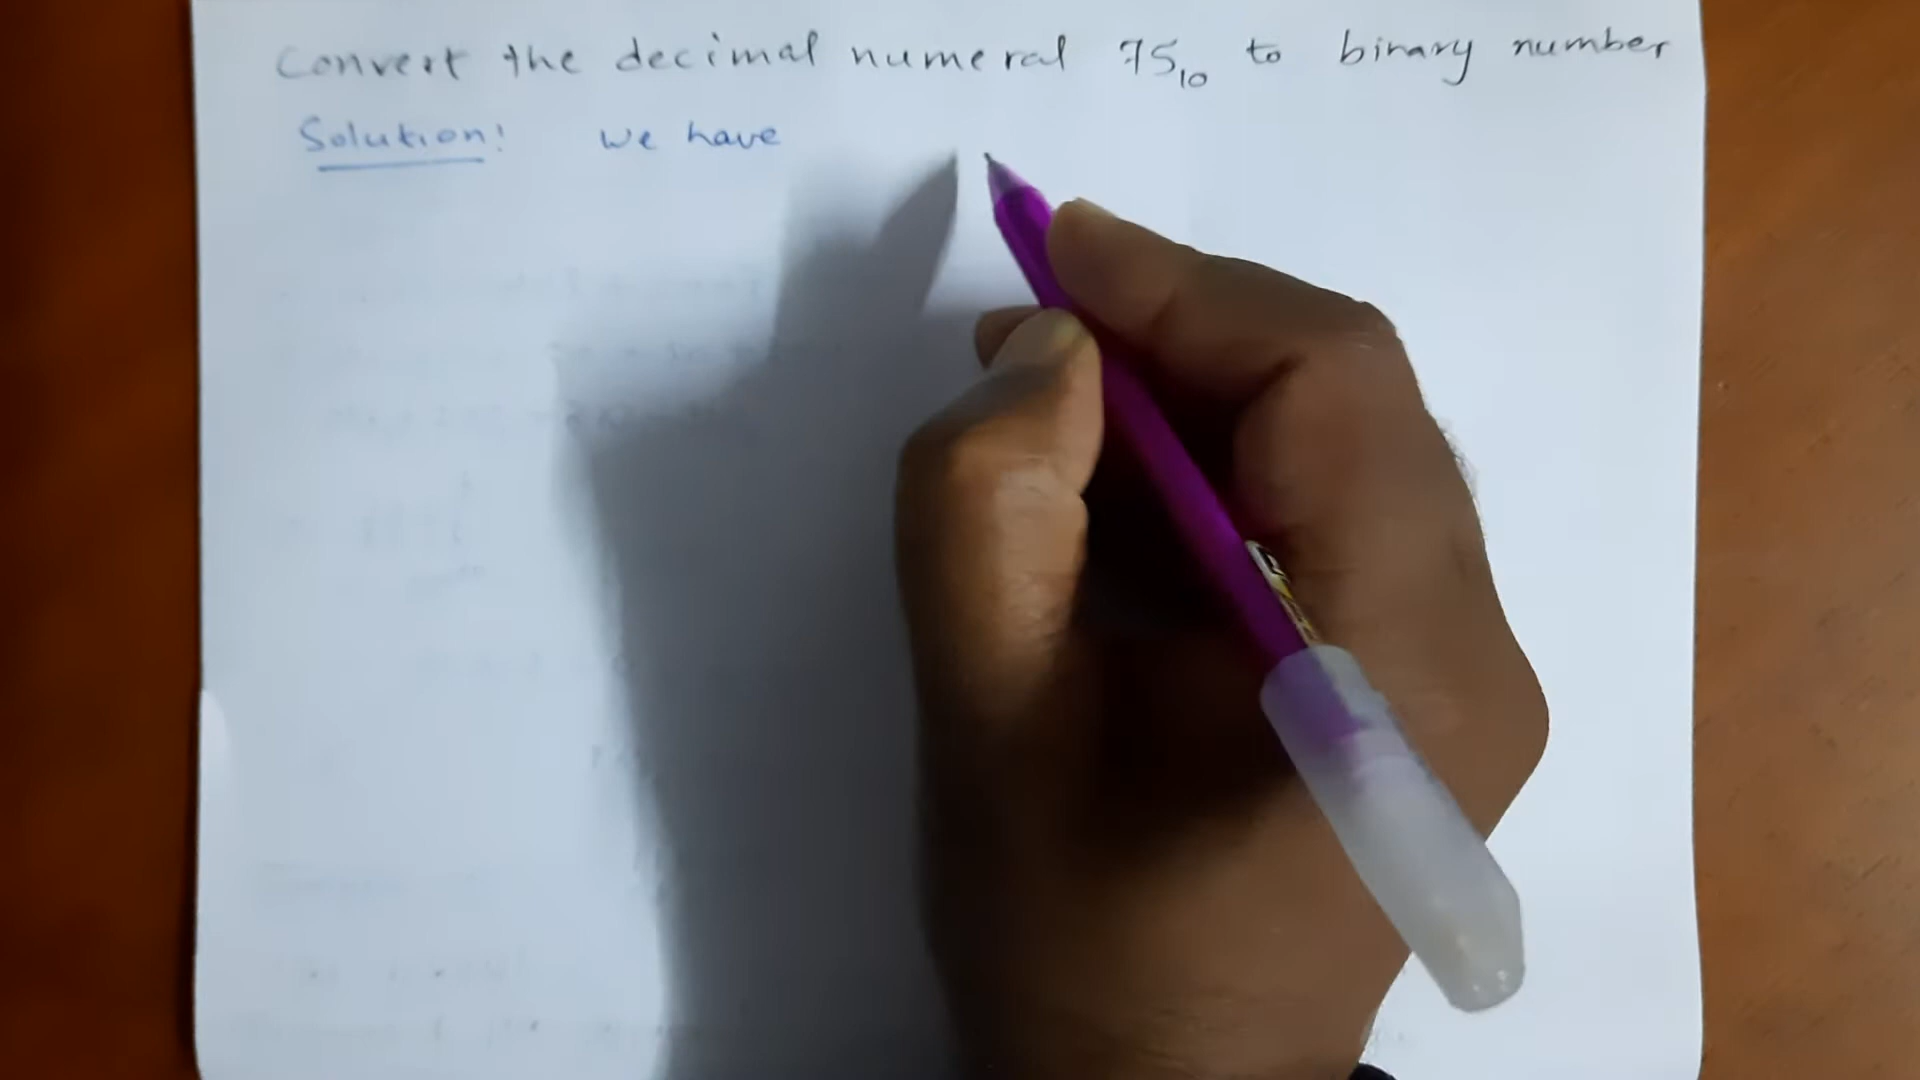 Convert the decimal numeral 75₁₀ to binary number
Solution! We have